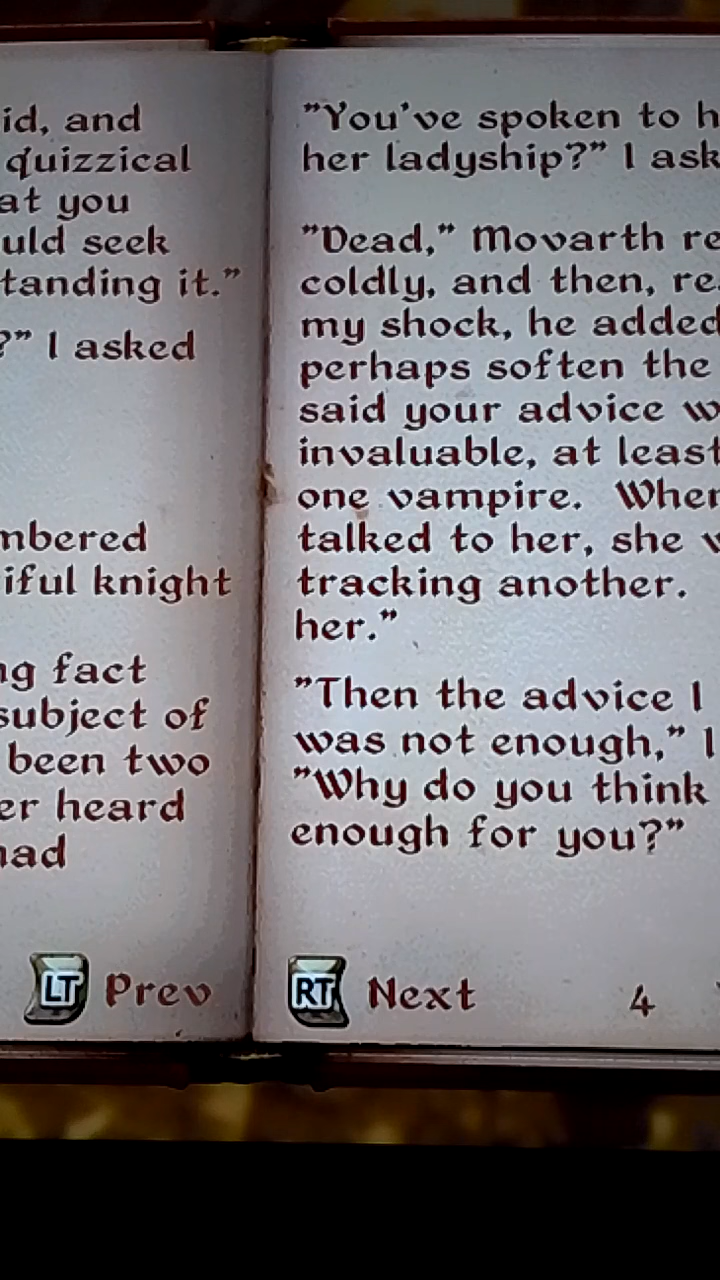 id, and
quizzical
at you
uld seek
tanding it."
?" I asked
mbered
iful knight
ng fact
subject of
been two
er heard
had
Prev
"You've spoken to h
her ladyship?" I ask
"Dead," Movarth re
coldly, and then, re
my shock, he added
perhaps soften the
said your advice w
invaluable, at least
one vampire. When
talked to her, she w
tracking another.
her."
"Then the advice I
was not enough," I
"Why do you think
enough for you?"
LT
RT Next 4